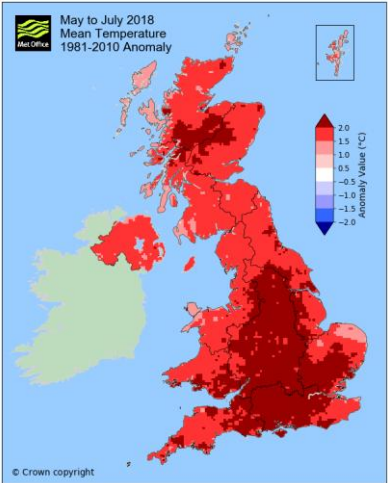 Met Office
May to July 2018
Mean Temperature
1981-2010 Anomaly
2.0
1.5
1.0
0.5
−0.5
−1.0
−1.5
−2.0
Anomaly Value (°C)
© Crown copyright